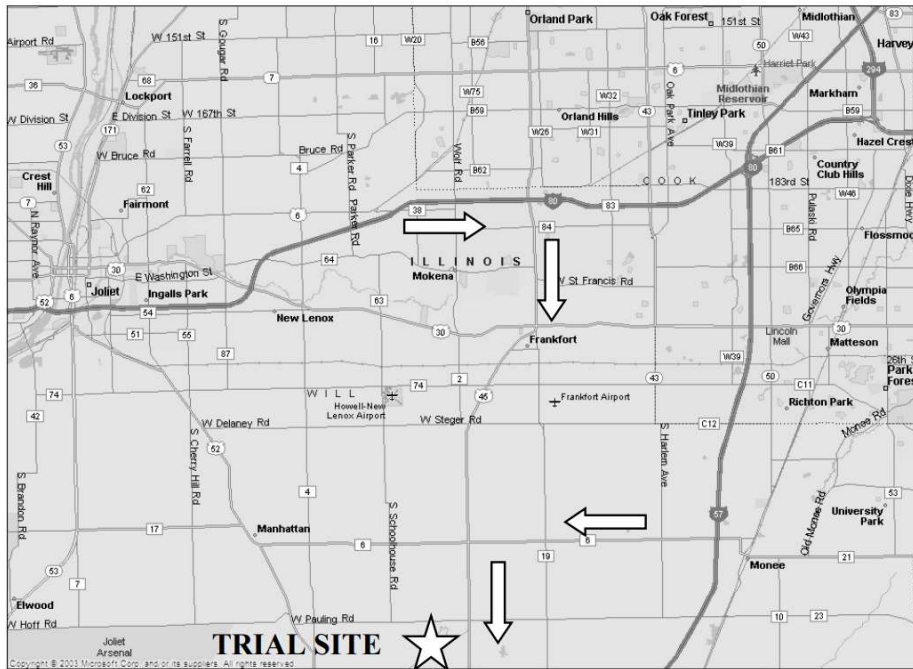 Orland Park
Oak Forest
151st St
Midlothian
83
W 151st St
S Gougar Rd
16
W20
B56
50
W43
Harvey
Airport Rd
36
68
7
6
Harriet Park
294
Lockport
W75
W32
Midlothian
Reservoir
Markham
W Division St
E Division St
W 167th St
B59
Orland Hills
43
Oak Park Ave
Tinley Park
B59
171
53
S Farrell Rd
S Parker Rd
Wolf Rd
W26
W31
W39
Hazel Crest
W Bruce Rd
Bruce Rd
B62
B61
Crest
Hill
4
80
Country
Club Hills
COOK
183rd St
7
62
Fairmont
W46
N Raynor Ave
6
38
80
83
Parker Rd
84
Pulaski Rd
B65
Flossmoor
ILLINOIS
30
E Washington St
64
Mokena
W St Francis Rd
B66
Governors Hwy
Dixie Hwy
Joliet
Ingalls Park
63
Olympia
Fields
52
6
54
New Lenox
30
Lincoln
Mall
30
51
55
Frankfort
Matteson
87
W39
26th S
Park
Forest
WILL
74
74
2
43
50
C11
45
Howell-New
Lenox Airport
Frankfort Airport
Richton Park
42
W Delaney Rd
W Steger Rd
C12
Monee Rd
52
S Cherry Hill Rd
S Harlem Ave
S Brandon Rd
4
S Schoolhouse Rd
57
53
University
Park
17
Manhattan
6
6
Old Monee Rd
19
Monee
21
53
7
Elwood
W Hoff Rd
W Pauling Rd
10
23
Joliet
Arsenal
TRIAL SITE
Copyright © 2003 Microsoft Corp. and/or its suppliers. All rights reserved.